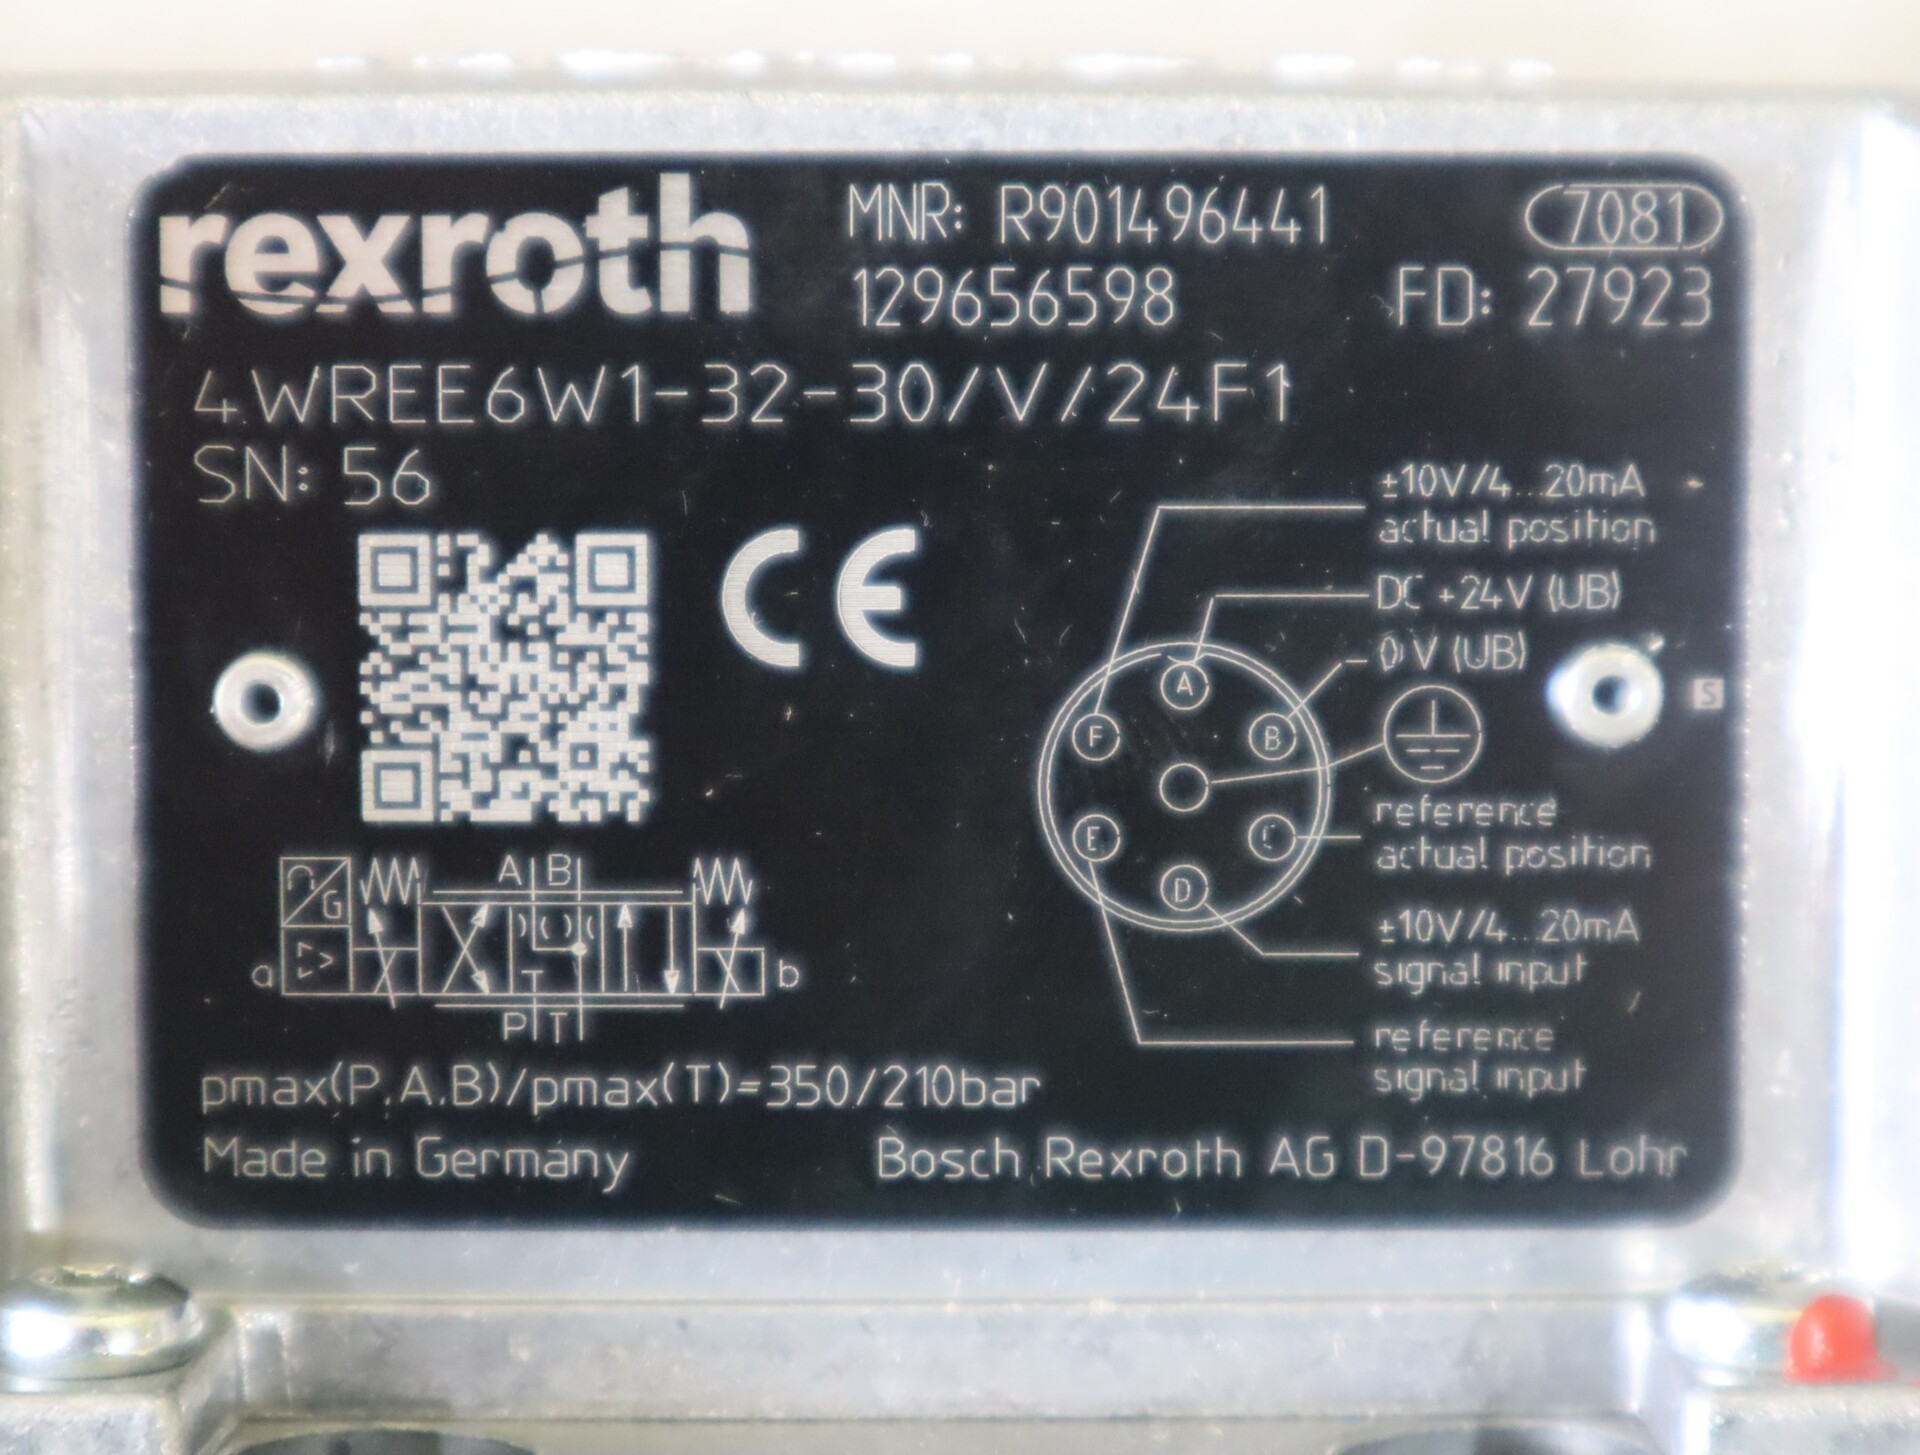 rexroth
MNR: R901496441
7081
129656598
FD: 27923
4WREE6W1-32-30/V/24F1
SN: 56
CE
±10V/4...20mA
actual position
DC +24V (UB)
0 V (UB)
A
F
B
S
E
C
D
reference
actual position
±10V/4...20mA
signal input
reference
signal input
G
A B
a
T
b
P T
pmax(P,A,B)/pmax(T)=350/210bar
Made in Germany
Bosch Rexroth AG D-97816 Lohr